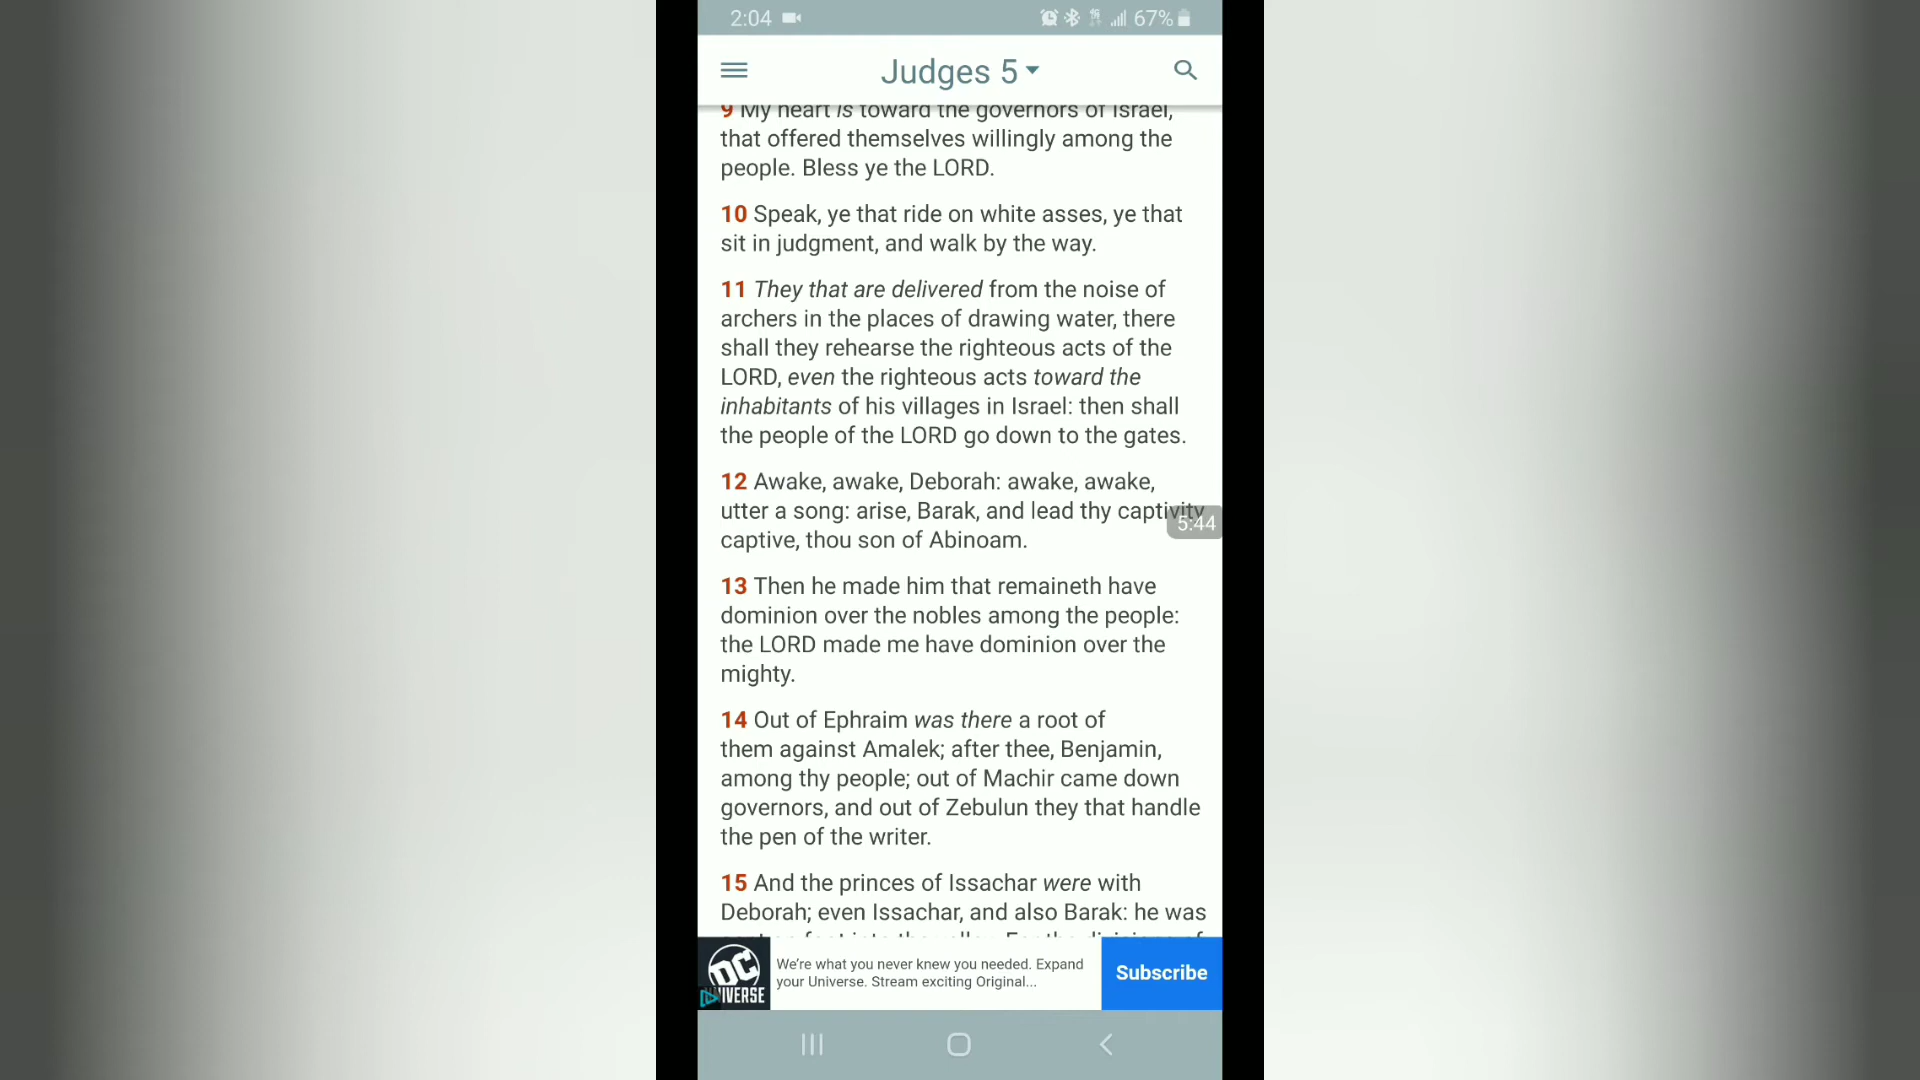 2:04 67%
Judges 5
9 My heart is toward the governors of Israel,
that offered themselves willingly among the
people. Bless ye the LORD.
10 Speak, ye that ride on white asses, ye that
sit in judgment, and walk by the way.
11 They that are delivered from the noise of
archers in the places of drawing water, there
shall they rehearse the righteous acts of the
LORD, even the righteous acts toward the
inhabitants of his villages in Israel: then shall
the people of the LORD go down to the gates.
12 Awake, awake, Deborah: awake, awake,
utter a song: arise, Barak, and lead thy captivity
5:44
captive, thou son of Abinoam.
13 Then he made him that remaineth have
dominion over the nobles among the people:
the LORD made me have dominion over the
mighty.
14 Out of Ephraim was there a root of
them against Amalek; after thee, Benjamin,
among thy people; out of Machir came down
governors, and out of Zebulun they that handle
the pen of the writer.
15 And the princes of Issachar were with
Deborah; even Issachar, and also Barak: he was
DC
We're what you never knew you needed. Expand
your Universe. Stream exciting Original...
Subscribe